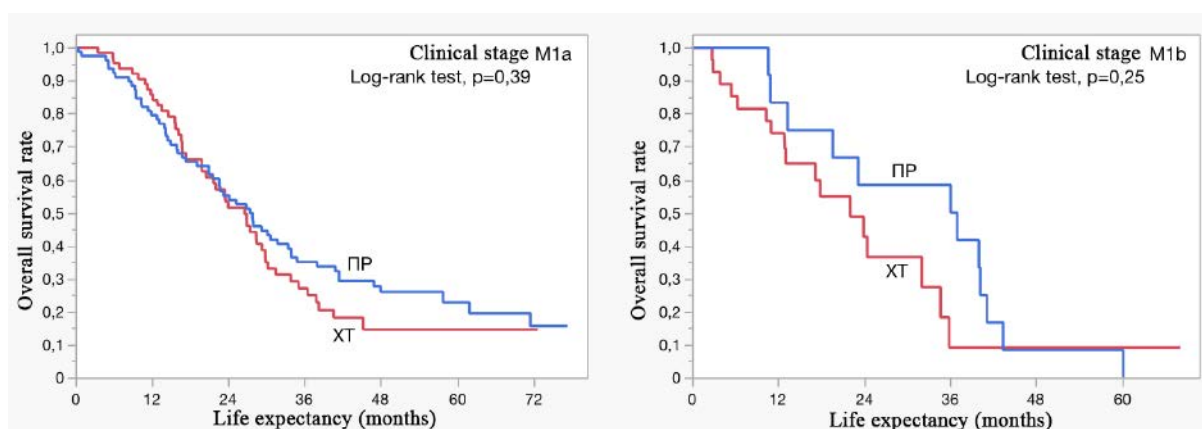 Clinical stage M1a
Log-rank test, p=0,39
Overall survival rate
1,0
0,9
0,8
0,7
0,6
0,5
0,4
0,3
0,2
0,1
0
ПР
ХТ
0 12 24 36 48 60 72
Life expectancy (months)
Clinical stage M1b
Log-rank test, p=0,25
Overall survival rate
1,0
0,9
0,8
0,7
0,6
0,5
0,4
0,3
0,2
0,1
0
ПР
ХТ
0 12 24 36 48 60
Life expectancy (months)